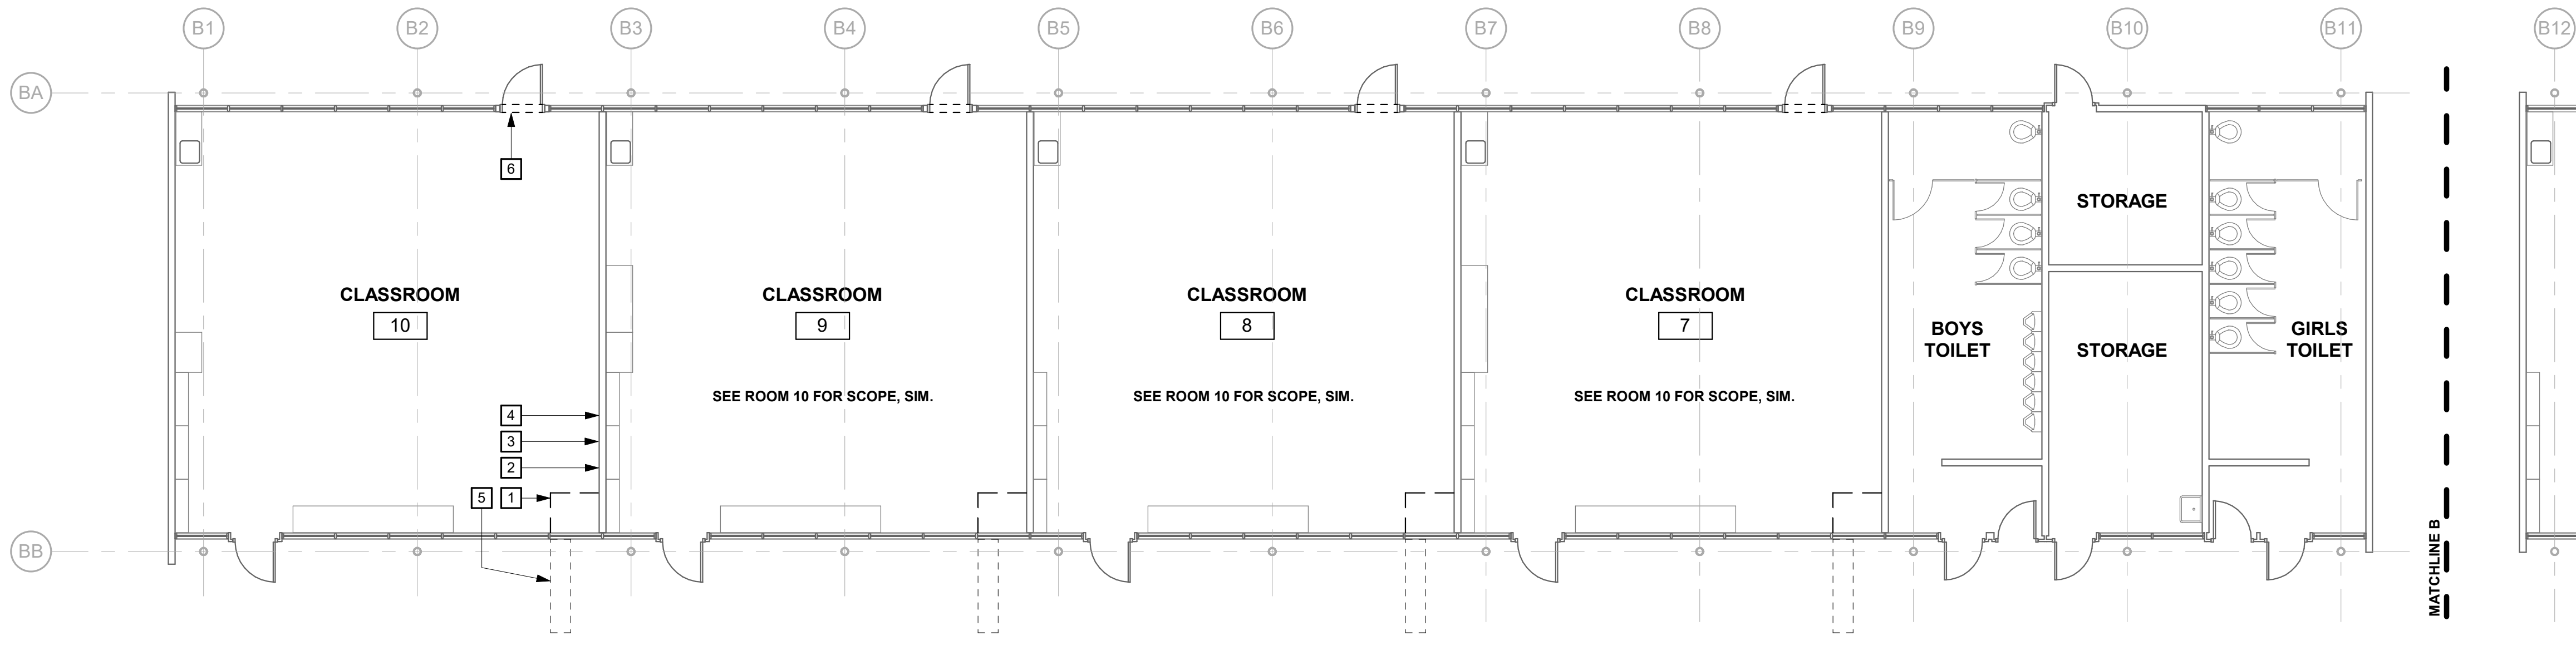 B1
B2
B3
B4
B5
B6
B7
B8
B9
B10
B11
B12
BA
6
STORAGE
CLASSROOM
10
CLASSROOM
9
CLASSROOM
8
CLASSROOM
7
BOYS
TOILET
STORAGE
GIRLS
TOILET
SEE ROOM 10 FOR SCOPE, SIM.
SEE ROOM 10 FOR SCOPE, SIM.
SEE ROOM 10 FOR SCOPE, SIM.
4
3
2
5
1
BB
MATCHLINE B